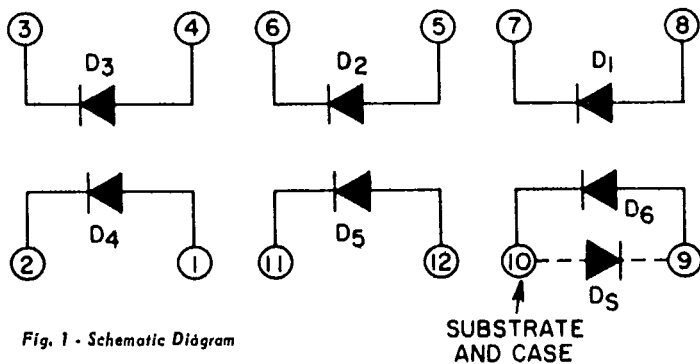 3 4 6 5 7 8
D3 D2 D1
D4 D5 D6
2 1 11 12 10 9
DS
Fig. 1 - Schematic Diagram
SUBSTRATE
AND CASE